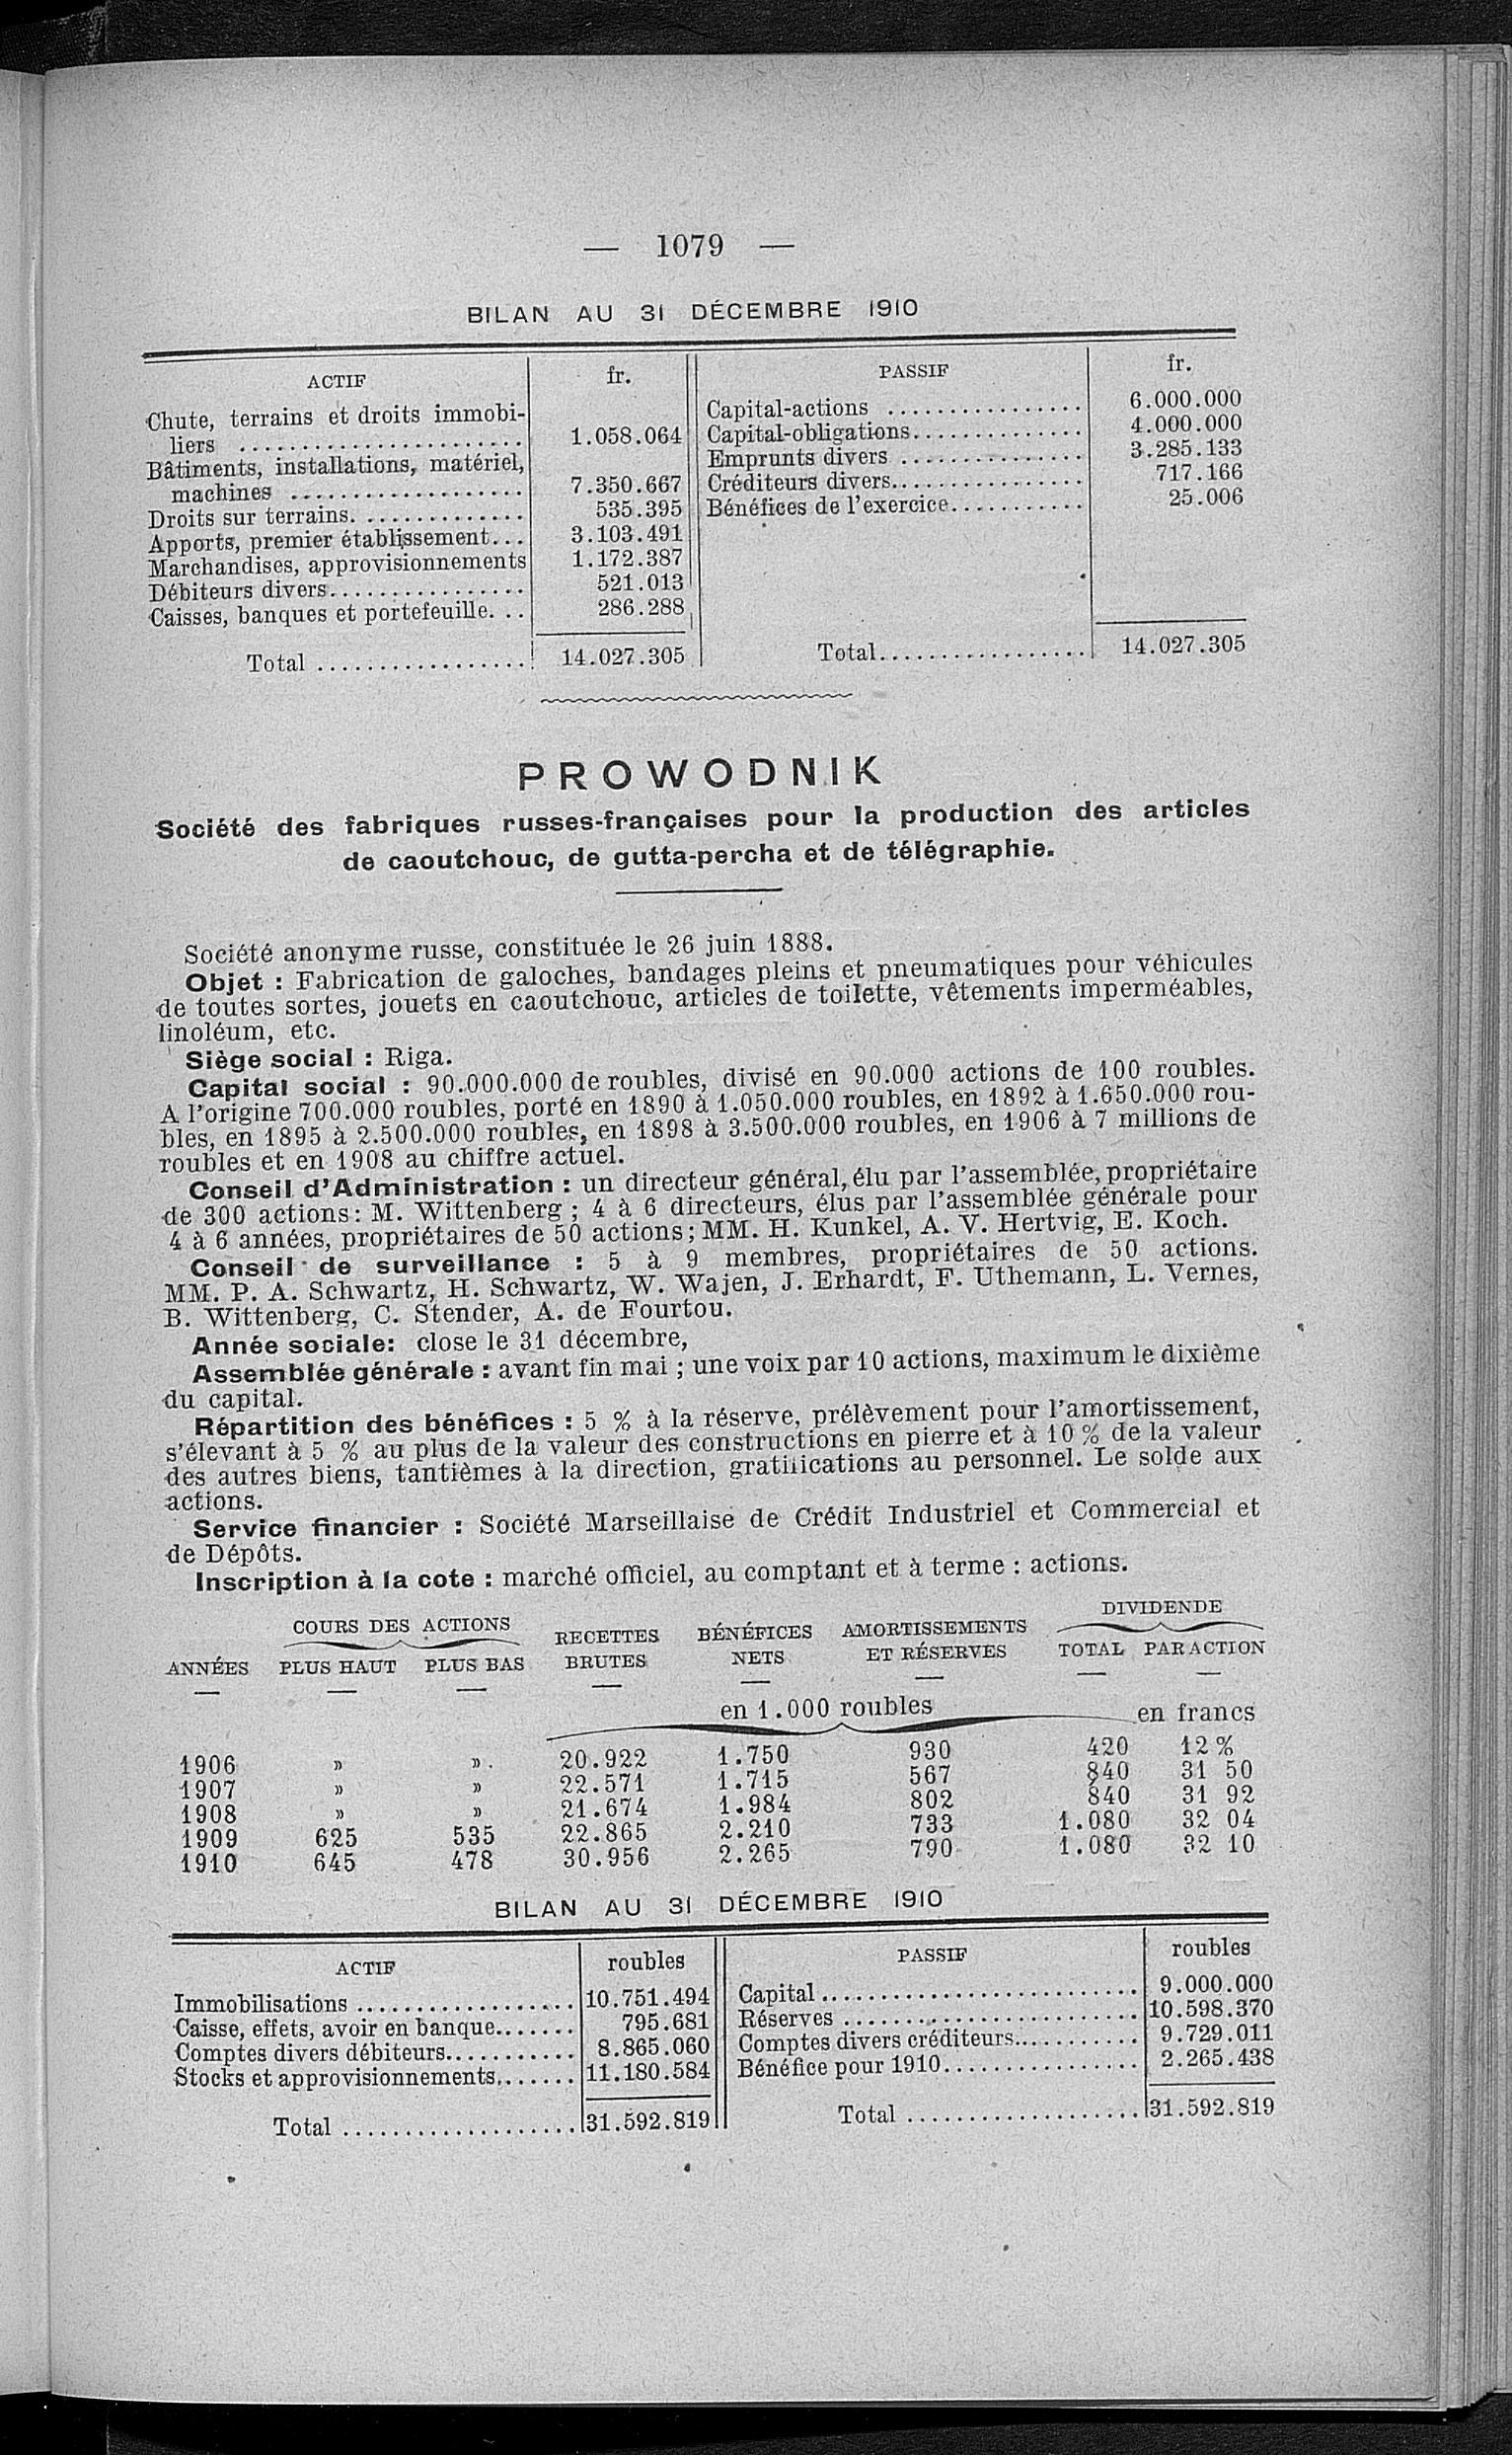 — 1079 —
BILAN AU 31 DÉCEMBRE 1910
ACTIF fr. PASSIF fr.
Chute, terrains et droits immobi-
liers ....................... 1.058.064
Bâtiments, installations, matériel,
machines ................... 7.350.667
Droits sur terrains. ............. 535.395
Apports, premier établissement... 3.103.491
Marchandises, approvisionnements 1.172.387
Débiteurs divers................ 521.013
Caisses, banques et portefeuille. .. 286.288
Total ................. 14.027.305
Capital-actions ................ 6.000.000
Capital-obligations.............. 4.000.000
Emprunts divers ............... 3.285.133
Créditeurs divers................ 717.166
Bénéfices de l'exercice........... 25.006
Total................. 14.027.305
PROWODNIK
Société des fabriques russes-françaises pour la production des articles
de caoutchouc, de gutta-percha et de télégraphie.
Société anonyme russe, constituée le 26 juin 1888.
Objet : Fabrication de galoches, bandages pleins et pneumatiques pour véhicules
de toutes sortes, jouets en caoutchouc, articles de toilette, vêtements imperméables,
linoléum, etc.
Siège social : Riga.
Capital social : 90.000.000 de roubles, divisé en 90.000 actions de 100 roubles.
A l'origine 700.000 roubles, porté en 1890 à 1.050.000 roubles, en 1892 à 1.650.000 rou-
bles, en 1895 à 2.500.000 roubles, en 1898 à 3.500.000 roubles, en 1906 à 7 millions de
roubles et en 1908 au chiffre actuel.
Conseil d'Administration : un directeur général, élu par l'assemblée, propriétaire
de 300 actions: M. Wittenberg ; 4 à 6 directeurs, élus par l'assemblée générale pour
4 à 6 années, propriétaires de 50 actions; MM. H. Kunkel, A. V. Hertvig, E. Koch.
Conseil de surveillance : 5 à 9 membres, propriétaires de 50 actions.
MM. P. A. Schwartz, H. Schwartz, W. Wajen, J. Erhardt, F. Uthemann, L. Vernes,
B. Wittenberg, C. Stender, A. de Fourtou.
Année sociale: close le 31 décembre,
Assemblée générale : avant fin mai ; une voix par 10 actions, maximum le dixième
du capital.
Répartition des bénéfices : 5 % à la réserve, prélèvement pour l'amortissement,
s'élevant à 5 % au plus de la valeur des constructions en pierre et à 10 % de la valeur
des autres biens, tantièmes à la direction, gratifications au personnel. Le solde aux
actions.
Service financier : Société Marseillaise de Crédit Industriel et Commercial et
de Dépôts.
Inscription à la cote : marché officiel, au comptant et à terme : actions.
COURS DES ACTIONS RECETTES BÉNÉFICES AMORTISSEMENTS DIVIDENDE
ANNÉES PLUS HAUT PLUS BAS BRUTES NETS ET RÉSERVES TOTAL PAR ACTION
en 1.000 roubles en francs
1906 » » 20.922 1.750 930 420 12 %
1907 » » 22.571 1.715 567 840 31 50
1908 » » 21.674 1.984 802 840 31 92
1909 625 535 22.865 2.210 733 1.080 32 04
1910 645 478 30.956 2.265 790 1.080 32 10
BILAN AU 31 DÉCEMBRE 1910
ACTIF roubles PASSIF roubles
Immobilisations .................. 10.751.494
Caisse, effets, avoir en banque....... 795.681
Comptes divers débiteurs........... 8.865.060
Stocks et approvisionnements....... 11.180.584
Total ................... 31.592.819
Capital .......................... 9.000.000
Réserves ........................ 10.598.370
Comptes divers créditeurs........... 9.729.011
Bénéfice pour 1910................ 2.265.438
Total ................... 31.592.819